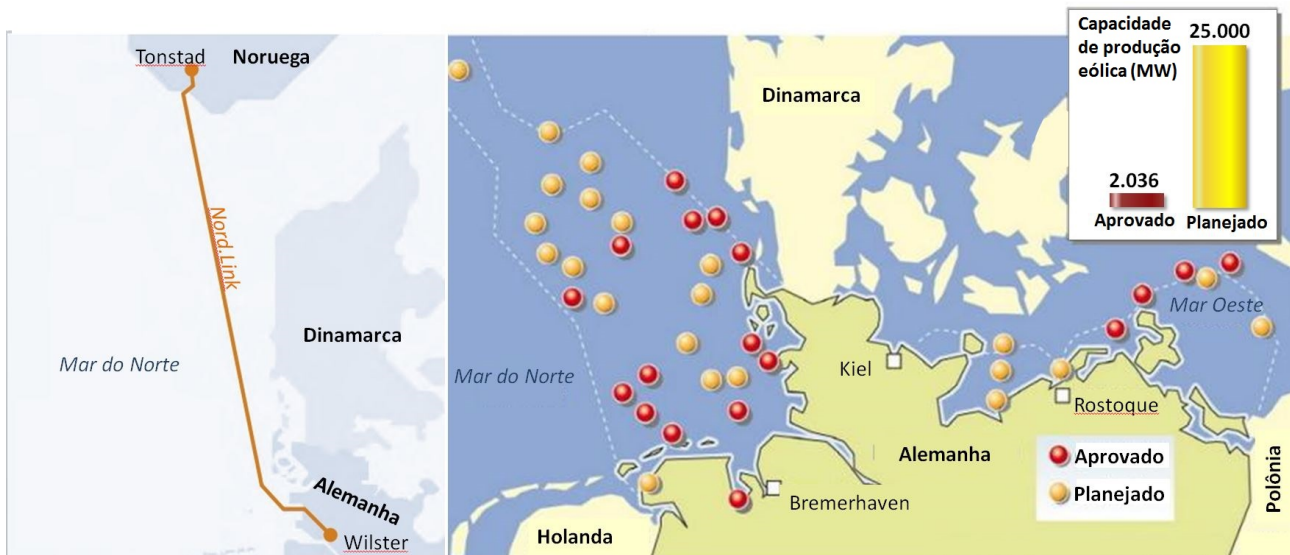 Tonstad
Noruega
Nord.Link
Dinamarca
Mar do Norte
Alemanha
Wilster
Capacidade
de produção
eólica (MW)
25.000
2.036
Aprovado
Planejado
Dinamarca
Mar Oeste
Mar do Norte
Kiel
Rostoque
Alemanha
Aprovado
Planejado
Bremerhaven
Holanda
Polônia